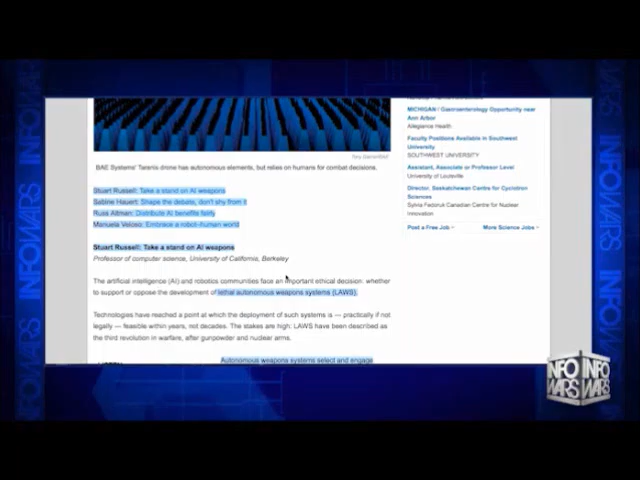 BAE Systems' Taranis drone has autonomous elements, but relies on humans for combat decisions.
Stuart Russell: Take a stand on AI weapons
Sabine Hauert: Shape the debate, don't shy from it
Russ Altman: Distribute AI benefits fairly
Manuela Veloso: Embrace a robot–human world
Stuart Russell: Take a stand on AI weapons
Professor of computer science, University of California, Berkeley
The artificial intelligence (AI) and robotics communities face an important ethical decision: whether
to support or oppose the development of lethal autonomous weapons systems (LAWS).
Technologies have reached a point at which the deployment of such systems is — practically if not
legally — feasible within years, not decades. The stakes are high: LAWS have been described as
the third revolution in warfare, after gunpowder and nuclear arms.
Autonomous weapons systems select and engage
MICHIGAN / Gastroenterology Opportunity near
Ann Arbor
Allegiance Health
Faculty Positions Available in Southwest
University
SOUTHWEST UNIVERSITY
Assistant, Associate or Professor Level
University of Louisville
Director, Saskatchewan Centre for Cyclotron
Sciences
Sylvia Fedoruk Canadian Centre for Nuclear
Innovation
Post a Free Job
More Science Jobs
INFOWARS
INFOWARS
INFOWARS
INFO
WARS
INFO
WARS